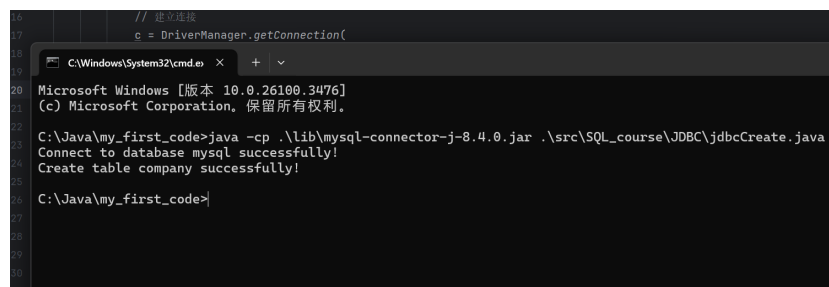 16 // 建立连接
17 c = DriverManager.getConnection(
18
19 C:\Windows\System32\cmd.e
20 Microsoft Windows [版本 10.0.26100.3476]
21 (c) Microsoft Corporation。保留所有权利。
22
23 C:\Java\my_first_code>java -cp .\lib\mysql-connector-j-8.4.0.jar .\src\SQL_course\JDBC\jdbcCreate.java
24 Connect to database mysql successfully!
Create table company successfully!
25
26 C:\Java\my_first_code>
27
28
29
30